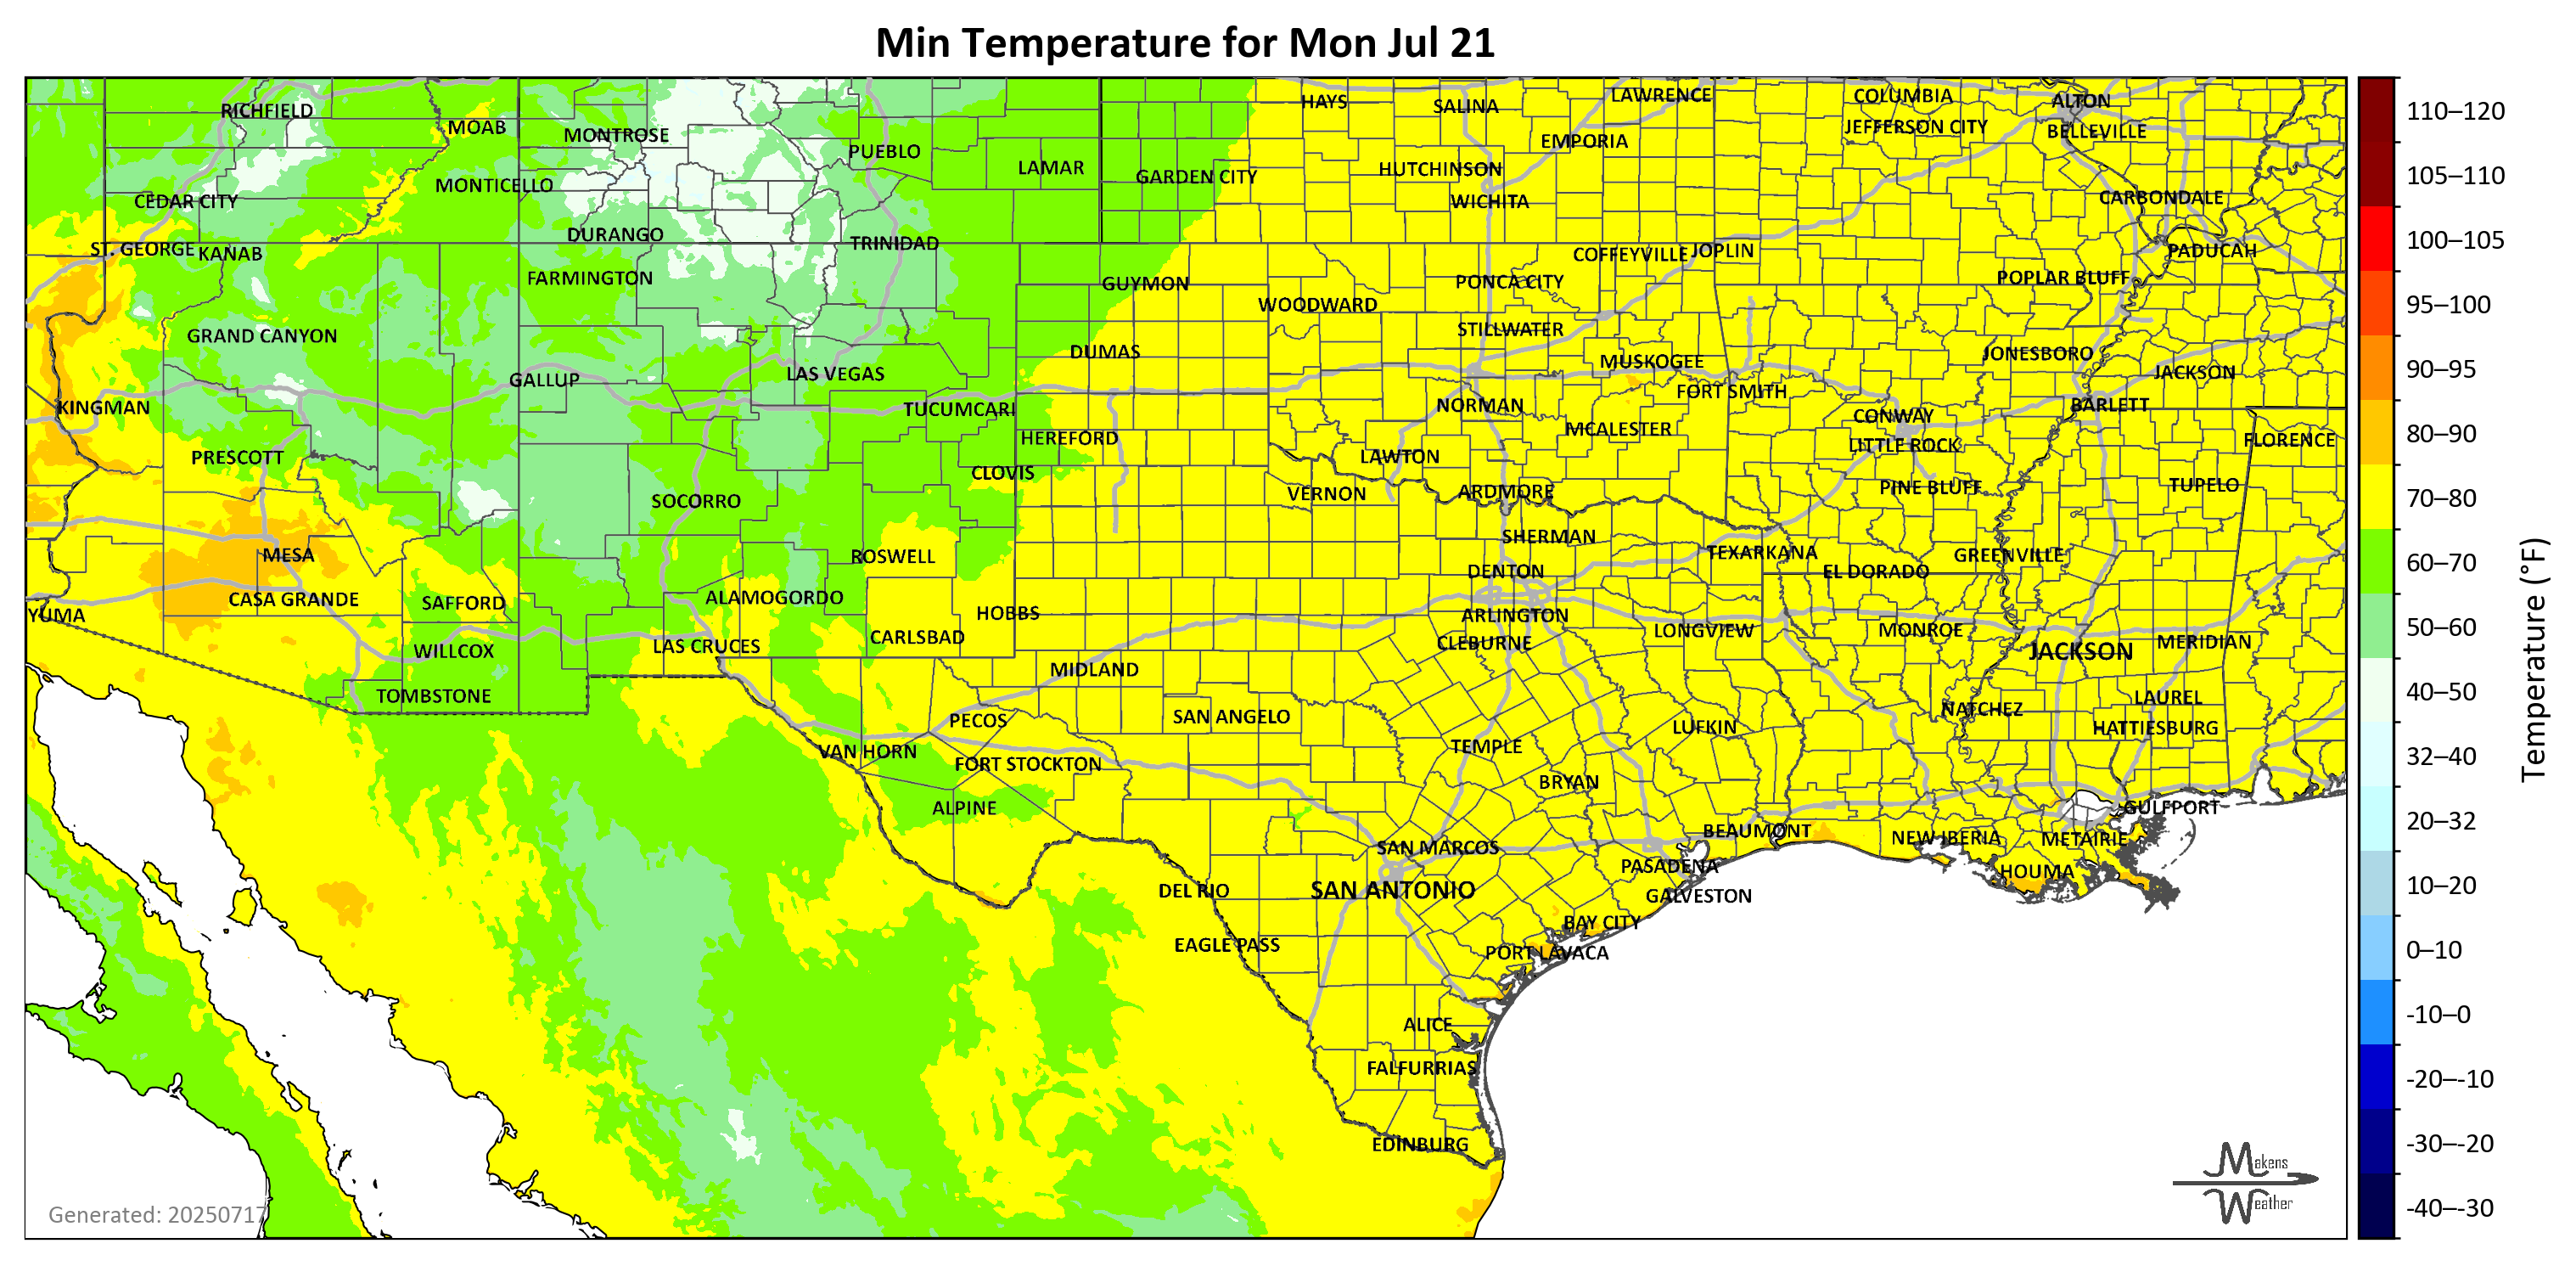 Min Temperature for Mon Jul 21
RICHFIELD
MOAB
MONTROSE
PUEBLO
LAMAR
GARDEN CITY
HAYS
SALINA
LAWRENCE
COLUMBIA
ALTON
JEFFERSON CITY
BELLEVILLE
EMPORIA
HUTCHINSON
MONTICELLO
CEDAR CITY
WICHITA
CARBONDALE
DURANGO
TRINIDAD
ST. GEORGE
KANAB
COFFEYVILLE
JOPLIN
PADUCAH
FARMINGTON
GUYMON
PONCA CITY
POPLAR BLUFF
WOODWARD
GRAND CANYON
STILLWATER
DUMAS
MUSKOGEE
JONESBORO
GALLUP
LAS VEGAS
JACKSON
FORT SMITH
KINGMAN
TUCUMCARI
NORMAN
CONWAY
BARLETT
HEREFORD
MCALESTER
LITTLE ROCK
FLORENCE
PRESCOTT
CLOVIS
LAWTON
SOCORRO
VERNON
ARDMORE
PINE BLUFF
TUPELO
MESA
ROSWELL
SHERMAN
TEXARKANA
GREENVILLE
DENTON
EL DORADO
CASA GRANDE
SAFFORD
ALAMOGORDO
YUMA
HOBBS
ARLINGTON
WILLCOX
LAS CRUCES
CARLSBAD
CLEBURNE
LONGVIEW
MONROE
JACKSON
MERIDIAN
TOMBSTONE
MIDLAND
LAUREL
PECOS
SAN ANGELO
NATCHEZ
HATTIESBURG
VAN HORN
FORT STOCKTON
TEMPLE
LUFKIN
ALPINE
BRYAN
GULFPORT
BEAUMONT
NEW IBERIA
METAIRIE
SAN MARCOS
PASADENA
HOUMA
DEL RIO
SAN ANTONIO
GALVESTON
EAGLE PASS
BAY CITY
PORT LAVACA
ALICE
FALFURRIAS
EDINBURG
Generated: 20250717
Makens
Weather
110–120
105–110
100–105
95–100
90–95
80–90
70–80
60–70
50–60
40–50
32–40
20–32
10–20
0–10
-10–0
-20–-10
-30–-20
-40–-30
Temperature (°F)